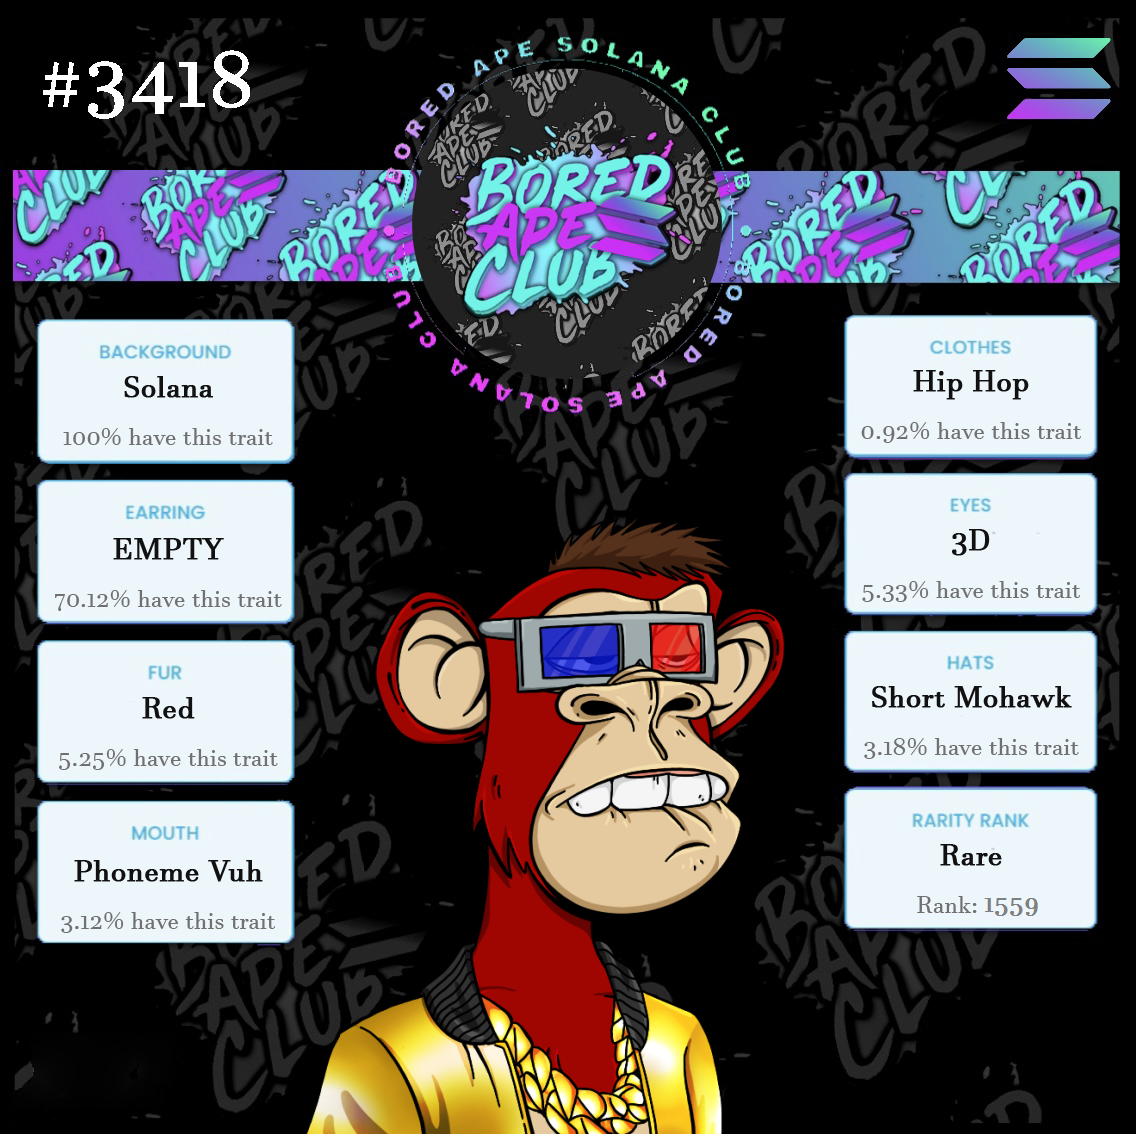 #3418
BORED APE SOLANA CLUB
BORED APE SOLANA CLUB
BORED
APE
CLUB
BACKGROUND
Solana
100% have this trait
EARRING
EMPTY
70.12% have this trait
FUR
Red
5.25% have this trait
MOUTH
Phoneme Vuh
3.12% have this trait
CLOTHES
Hip Hop
0.92% have this trait
EYES
3D
5.33% have this trait
HATS
Short Mohawk
3.18% have this trait
RARITY RANK
Rare
Rank: 1559